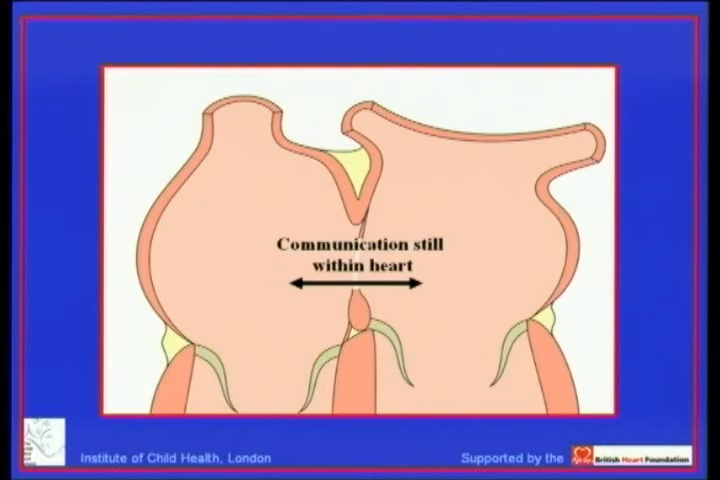 Communication still
within heart
Institute of Child Health, London
Supported by the
British Heart Foundation